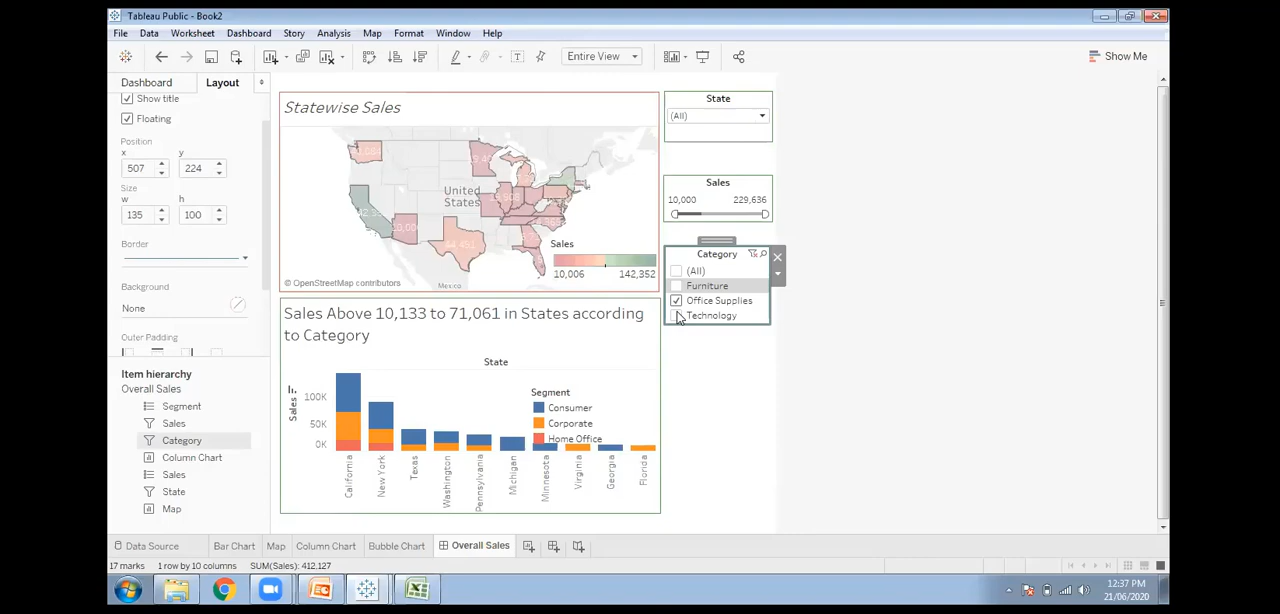 Tableau Public - Book2
File Data Worksheet Dashboard Story Analysis Map Format Window Help
Entire View
Show Me
Dashboard Layout
Show title
Floating
Position
x y
507 224
Size
w h
135 100
Border
Background
None
Outer Padding
Item hierarchy
Overall Sales
Segment
Sales
Category
Column Chart
Sales
State
Map
Statewise Sales
United
States
44,491
Mexico
Sales
10,006 142,352
© OpenStreetMap contributors
State
(All)
Sales
10,000 229,636
Category
(All)
Furniture
Office Supplies
Technology
Sales Above 10,133 to 71,061 in States according
to Category
State
Sales
100K
50K
0K
Segment
Consumer
Corporate
Home Office
California
New York
Texas
Washington
Pennsylvania
Michigan
Minnesota
Virginia
Georgia
Florida
Data Source Bar Chart Map Column Chart Bubble Chart Overall Sales
17 marks 1 row by 10 columns SUM(Sales): 412,127
12:37 PM
21/06/2020